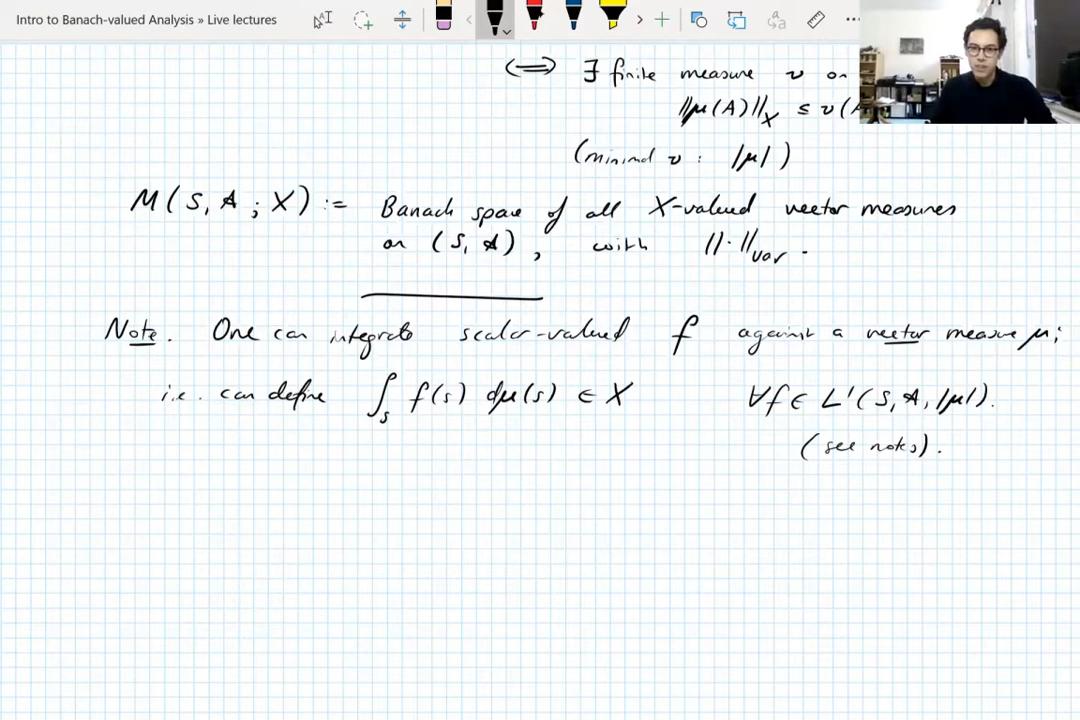 Intro to Banach-valued Analysis » Live lectures
⟺ ∃ finite measure ν on
‖μ(A)‖_X ≤ ν(A
(minimal ν : |μ|)
M(S, A ; X) := Banach space of all X-valued vector measures
on (S, A), with ‖·‖_var .
Note. One can integrate scalar-valued f against a vector measure μ;
i.e. can define ∫_S f(s) dμ(s) ∈ X ∀f ∈ L¹(S, A, |μ|).
(see notes).